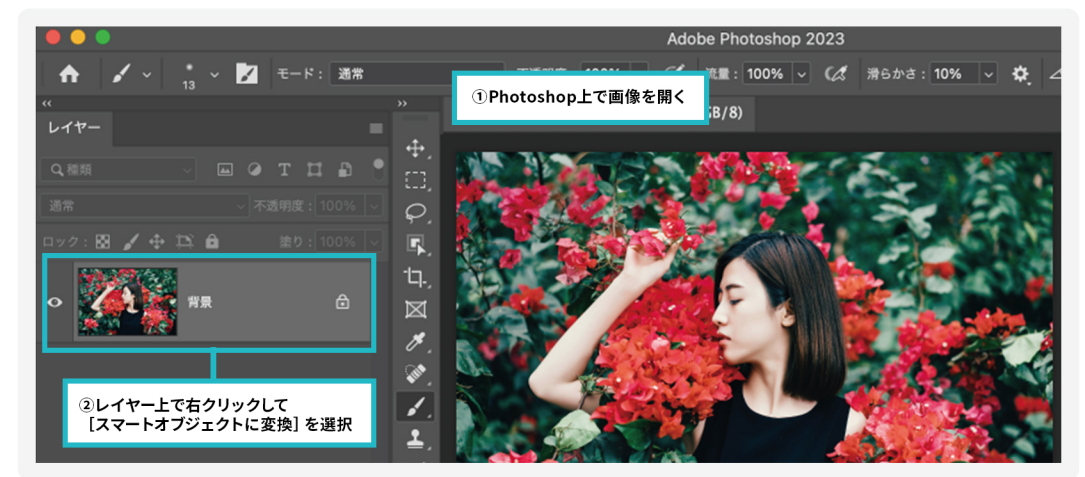 Adobe Photoshop 2023
13
モード： 通常
流量： 100%
滑らかさ： 10%
①Photoshop上で画像を開く
GB/8)
レイヤー
種類
通常
不透明度： 100%
ロック：
塗り： 100%
背景
②レイヤー上で右クリックして
［スマートオブジェクトに変換］を選択